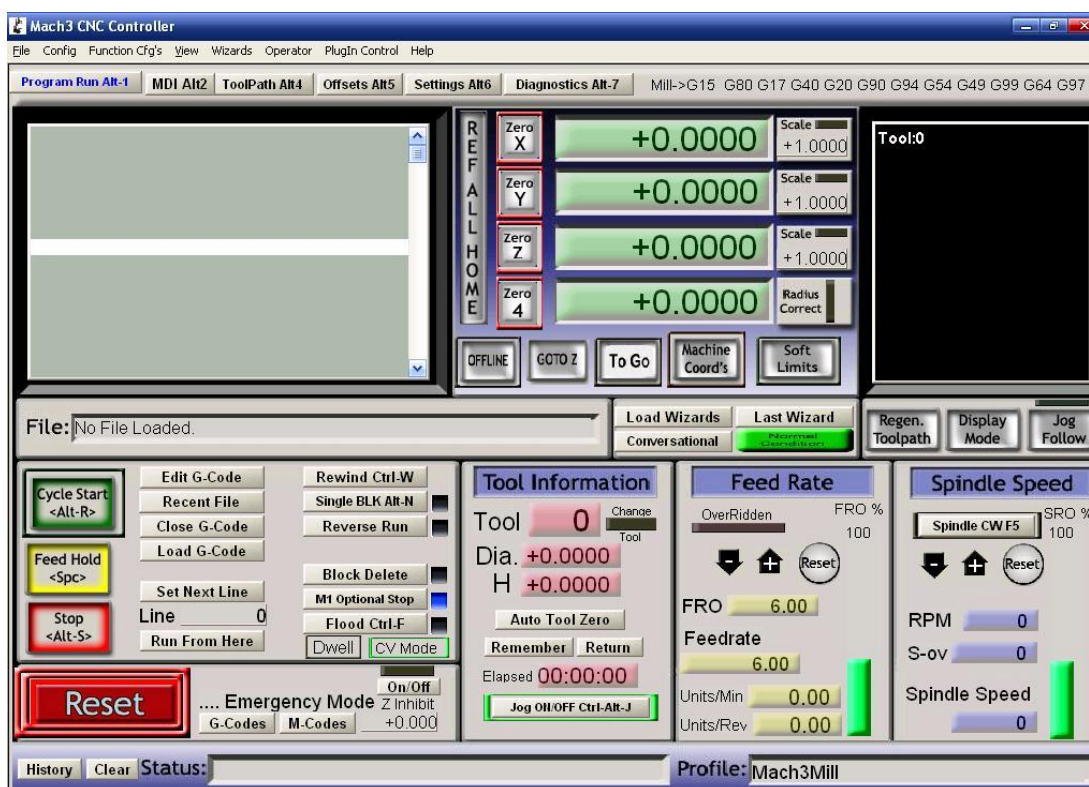 Mach3 CNC Controller
File Config Function Cfg's View Wizards Operator PlugIn Control Help
Program Run Alt-1 MDI Alt2 ToolPath Alt4 Offsets Alt5 Settings Alt6 Diagnostics Alt-7 Mill->G15 G80 G17 G40 G20 G90 G94 G54 G49 G99 G64 G97
REF ALL HOME
Zero X +0.0000 Scale +1.0000
Zero Y +0.0000 Scale +1.0000
Zero Z +0.0000 Scale +1.0000
Zero 4 +0.0000 Radius Correct
OFFLINE GOTO Z To Go Machine Coord's Soft Limits
Tool:0
File: No File Loaded.
Load Wizards Last Wizard
Conversational Normal Condition
Regen. Toolpath Display Mode Jog Follow
Cycle Start <Alt-R>
Feed Hold <Spc>
Stop <Alt-S>
Edit G-Code
Recent File
Close G-Code
Load G-Code
Set Next Line
Line 0
Run From Here
Rewind Ctrl-W
Single BLK Alt-N
Reverse Run
Block Delete
M1 Optional Stop
Flood Ctrl-F
Dwell CV Mode
Reset
.... Emergency Mode
G-Codes M-Codes
On/Off
Z Inhibit
+0.000
Tool Information
Tool 0 Change Tool
Dia. +0.0000
H +0.0000
Auto Tool Zero
Remember Return
Elapsed 00:00:00
Jog ON/OFF Ctrl-Alt-J
Feed Rate
OverRidden FRO %
100
Reset
FRO 6.00
Feedrate
6.00
Units/Min 0.00
Units/Rev 0.00
Spindle Speed
Spindle CW F5 SRO %
100
Reset
RPM 0
S-ov 0
Spindle Speed
0
History Clear Status:
Profile: Mach3Mill